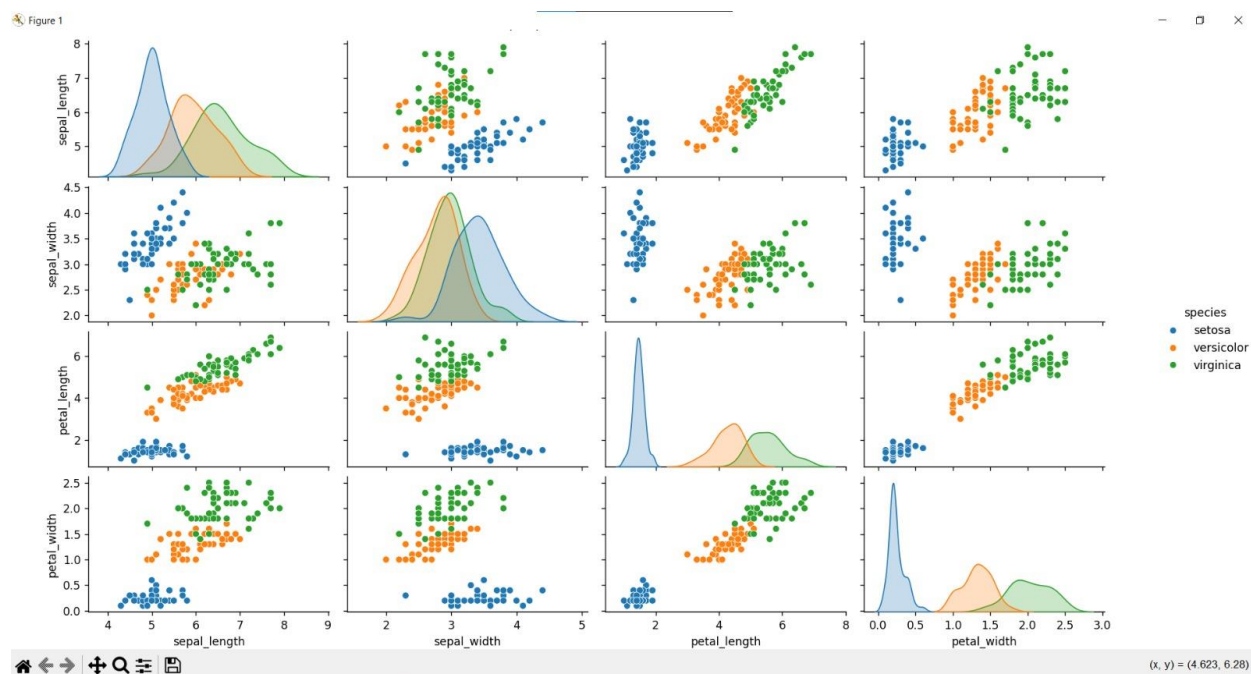 Figure 1
8
7
6
5
sepal_length
4.5
4.0
3.5
3.0
2.5
2.0
sepal_width
6
4
2
petal_length
2.5
2.0
1.5
1.0
0.5
0.0
petal_width
4 5 6 7 8 9
sepal_length
2 3 4 5
sepal_width
2 4 6 8
petal_length
0.0 0.5 1.0 1.5 2.0 2.5 3.0
petal_width
species
setosa
versicolor
virginica
(x, y) = (4.623, 6.28)